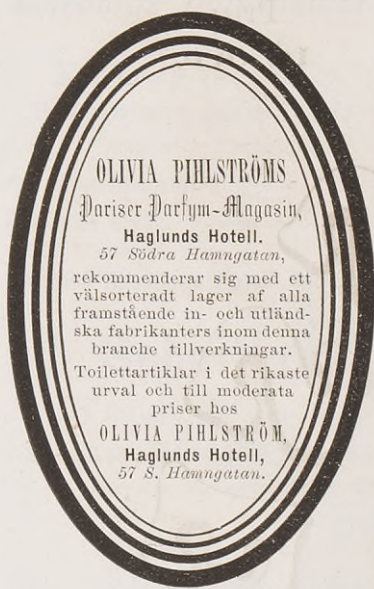 OLIVIA PIHLSTRÖMS
Pariser Parfym-Magasin,
Haglunds Hotell.
57 Södra Hamngatan,
rekommenderar sig med ett
välsorteradt lager af alla
framstående in- och utländ-
ska fabrikanters inom denna
branche tillverkningar.
Toilettartiklar i det rikaste
urval och till moderata
priser hos
OLIVIA PIHLSTRÖM,
Haglunds Hotell,
57 S. Hamngatan.